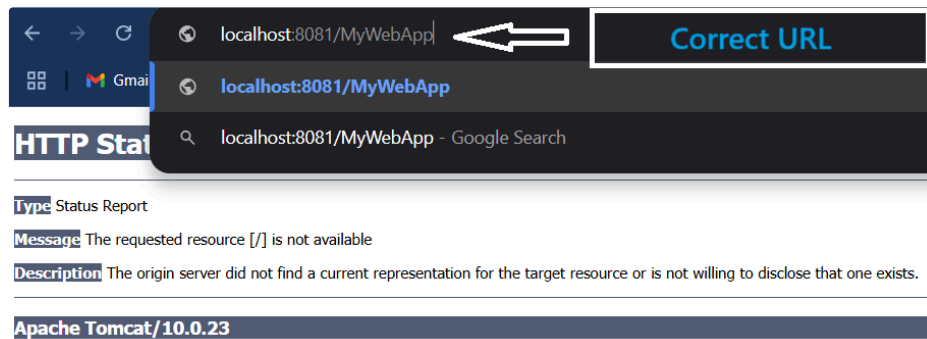 localhost:8081/MyWebApp
Correct URL
Gmai
localhost:8081/MyWebApp
localhost:8081/MyWebApp - Google Search
HTTP Stat
Type Status Report
Message The requested resource [/] is not available
Description The origin server did not find a current representation for the target resource or is not willing to disclose that one exists.
Apache Tomcat/10.0.23